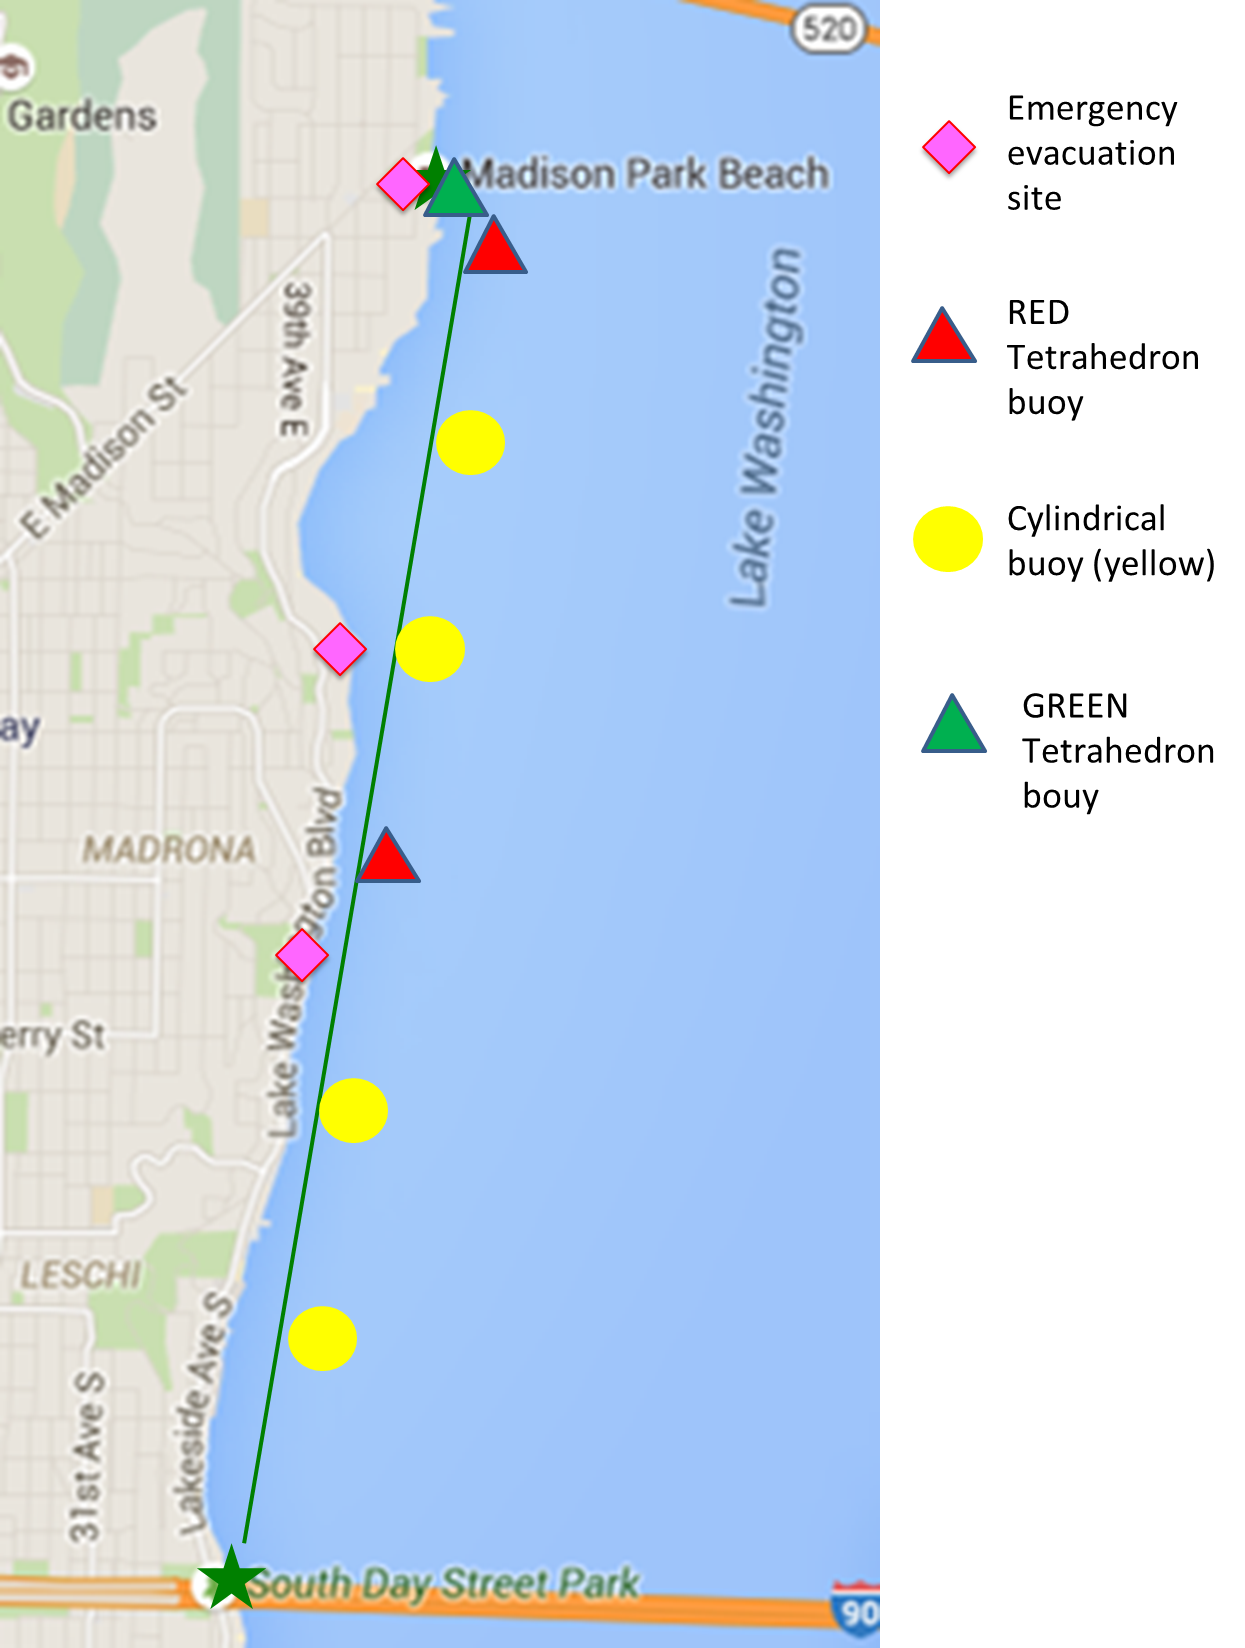 520
Gardens
Madison Park Beach
39th Ave E
E Madison St
Lake Washington
ay
MADRONA
gton Blvd
Lake Wash
erry St
LESCHI
Lakeside Ave S
31st Ave S
South Day Street Park
90
Emergency
evacuation
site
RED
Tetrahedron
buoy
Cylindrical
buoy (yellow)
GREEN
Tetrahedron
bouy